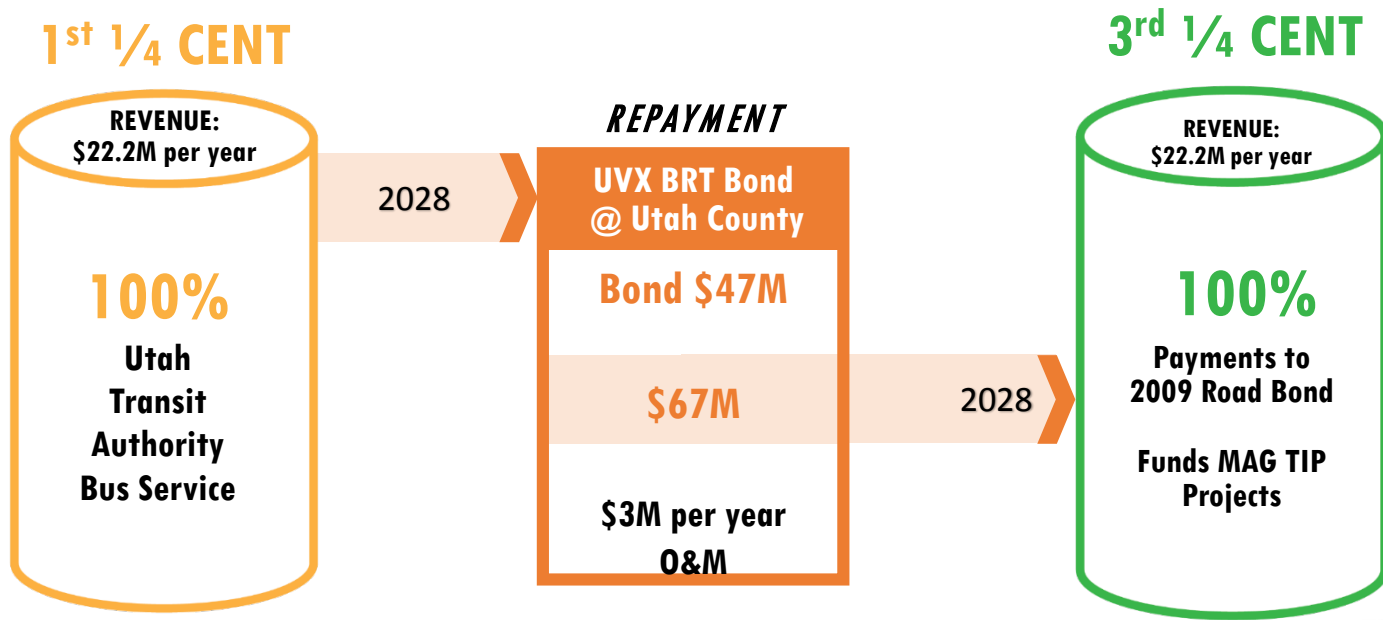 1st ¼ CENT
REVENUE:
$22.2M per year
100%
Utah
Transit
Authority
Bus Service
2028
REPAYMENT
UVX BRT Bond
@ Utah County
Bond $47M
$67M
$3M per year
O&M
2028
3rd ¼ CENT
REVENUE:
$22.2M per year
100%
Payments to
2009 Road Bond
Funds MAG TIP
Projects